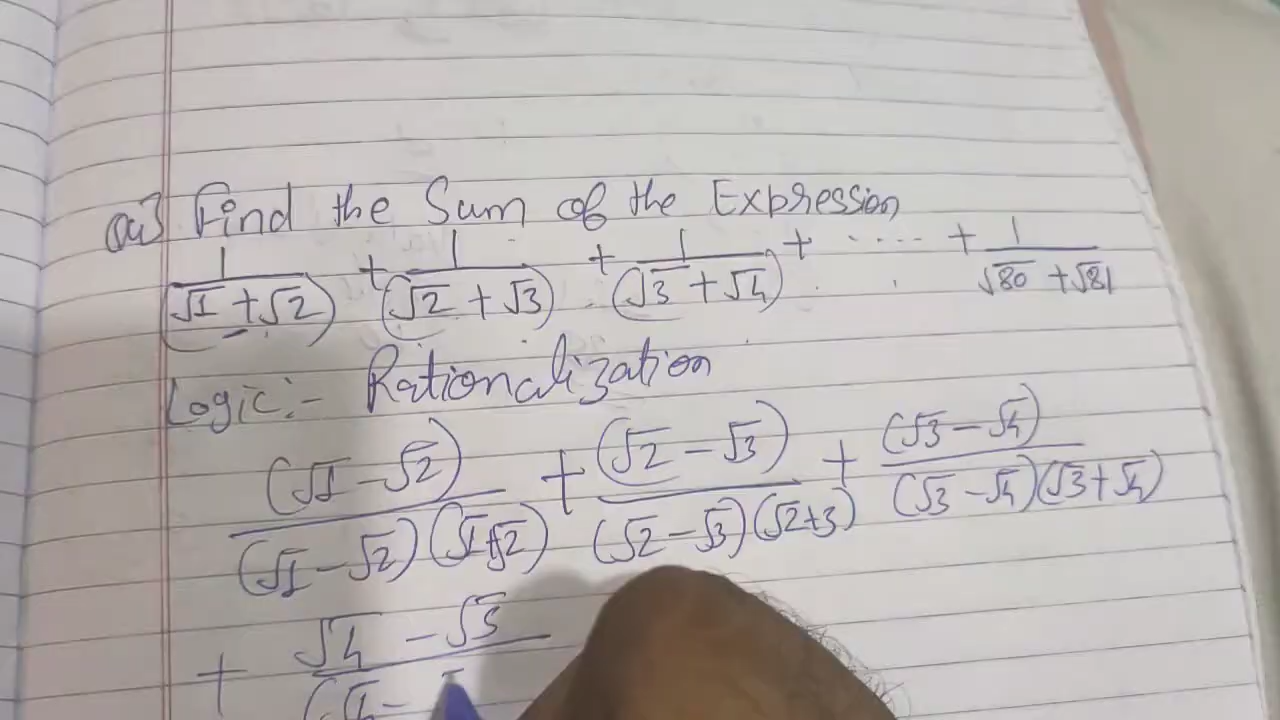 Q3 Find the Sum of the Expression
1/(√1 + √2) + 1/(√2 + √3) + 1/(√3 + √4) + ..... + 1/√80 + √81
Logic:- Rationalization
(√1 - √2)/(√1 - √2)(√1+√2) + (√2 - √3)/(√2 - √3)(√2+3) + (√3 - √4)/(√3 - √4)(√3+√4)
+ √4 - √5/(√4 -